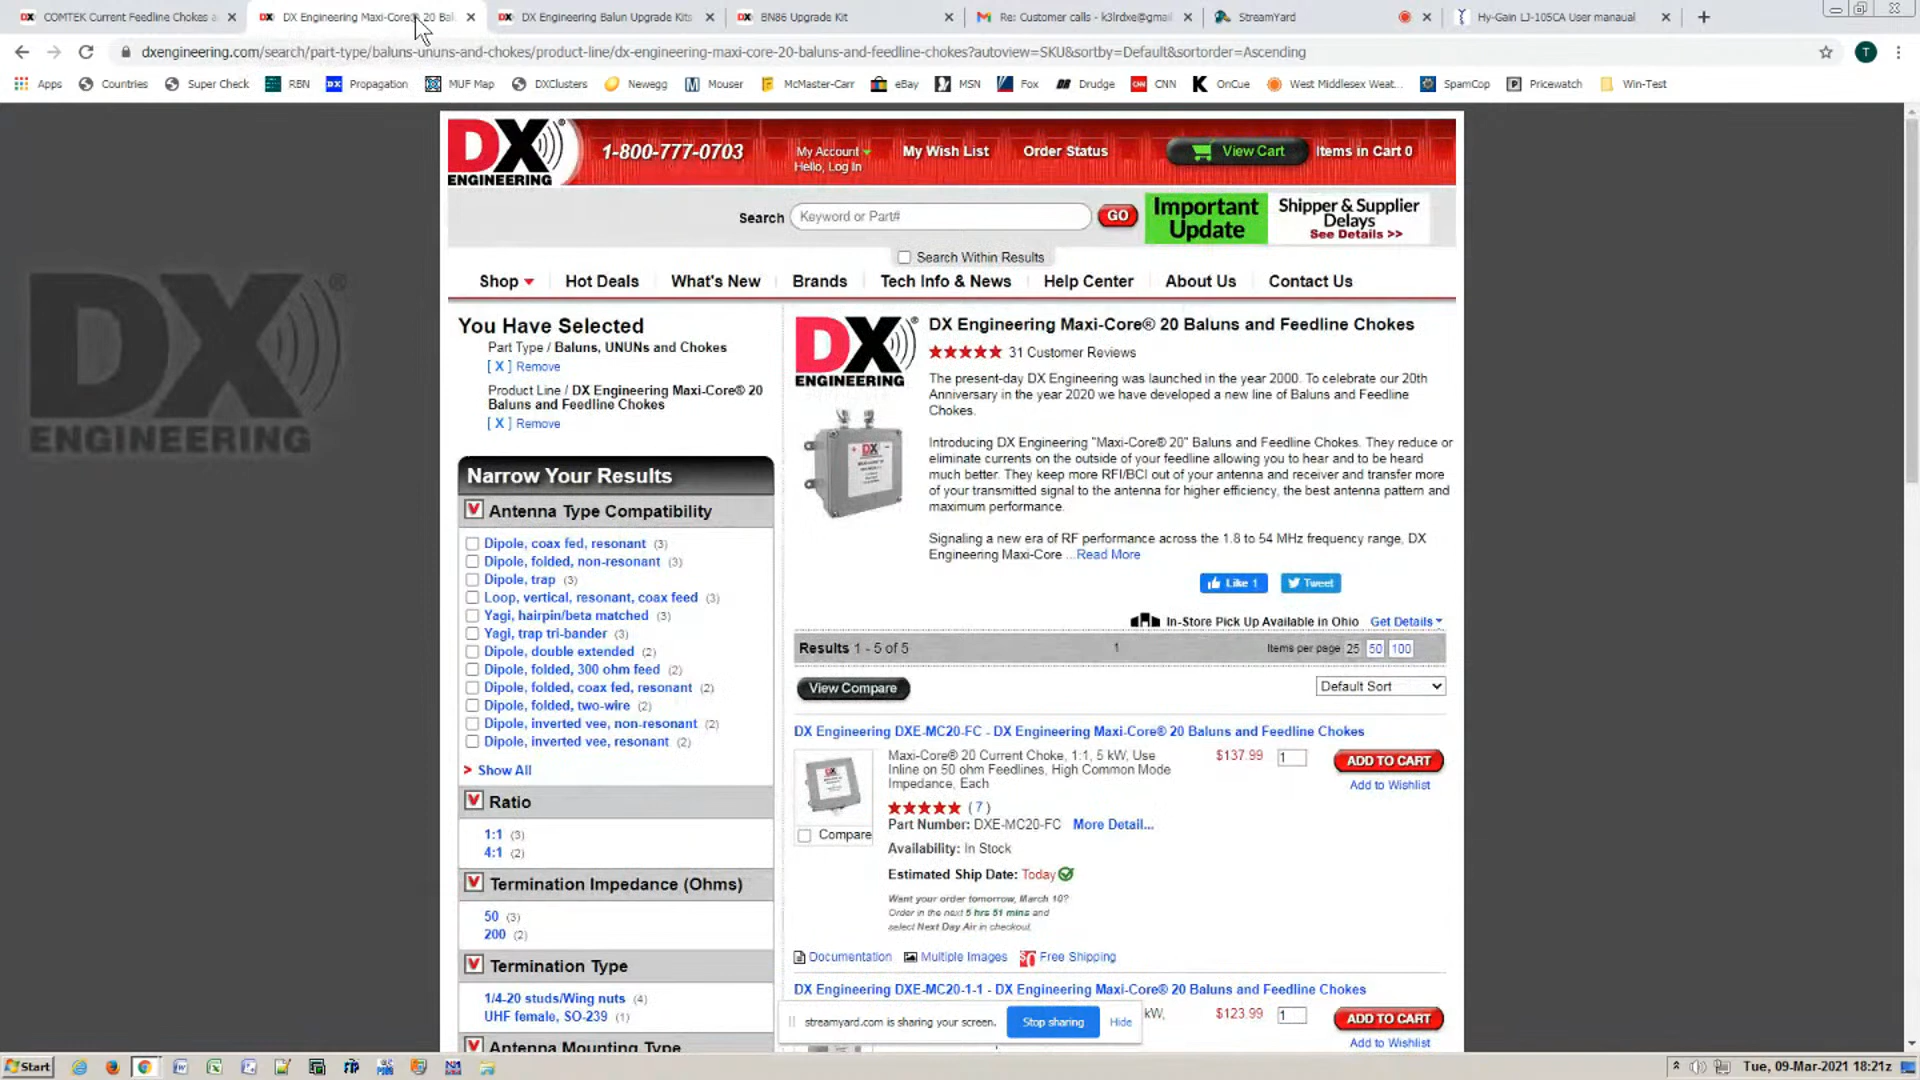 COMTEK Current Feedline Chokes a
DX Engineering Maxi-Core® 20 Bal
DX Engineering Balun Upgrade Kits
BN86 Upgrade Kit
Re: Customer calls - k3lrdxe@gmail
StreamYard
Hy-Gain LJ-105CA User manaual
dxengineering.com/search/part-type/baluns-ununs-and-chokes/product-line/dx-engineering-maxi-core-20-baluns-and-feedline-chokes?autoview=SKU&sortby=Default&sortorder=Ascending
T
Apps Countries Super Check RBN Propagation MUF Map DXClusters Newegg Mouser McMaster-Carr eBay MSN Fox Drudge CNN OnCue West Middlesex Weat... SpamCop Pricewatch Win-Test
DX ENGINEERING
1-800-777-0703
My Account
Hello, Log In
My Wish List
Order Status
View Cart
Items in Cart 0
Search Keyword or Part# GO
Important Update
Shipper & Supplier Delays
See Details >>
Search Within Results
Shop Hot Deals What's New Brands Tech Info & News Help Center About Us Contact Us
DX ENGINEERING
You Have Selected
Part Type / Baluns, UNUNs and Chokes
[ X ] Remove
Product Line / DX Engineering Maxi-Core® 20
Baluns and Feedline Chokes
[ X ] Remove
Narrow Your Results
Antenna Type Compatibility
Dipole, coax fed, resonant (3)
Dipole, folded, non-resonant (3)
Dipole, trap (3)
Loop, vertical, resonant, coax feed (3)
Yagi, hairpin/beta matched (3)
Yagi, trap tri-bander (3)
Dipole, double extended (2)
Dipole, folded, 300 ohm feed (2)
Dipole, folded, coax fed, resonant (2)
Dipole, folded, two-wire (2)
Dipole, inverted vee, non-resonant (2)
Dipole, inverted vee, resonant (2)
> Show All
Ratio
1:1 (3)
4:1 (2)
Termination Impedance (Ohms)
50 (3)
200 (2)
Termination Type
1/4-20 studs/Wing nuts (4)
UHF female, SO-239 (1)
Antenna Mounting Type
DX ENGINEERING
DX Engineering Maxi-Core® 20 Baluns and Feedline Chokes
31 Customer Reviews
The present-day DX Engineering was launched in the year 2000. To celebrate our 20th
Anniversary in the year 2020 we have developed a new line of Baluns and Feedline
Chokes.
Introducing DX Engineering "Maxi-Core® 20" Baluns and Feedline Chokes. They reduce or
eliminate currents on the outside of your feedline allowing you to hear and to be heard
much better. They keep more RFI/BCI out of your antenna and receiver and transfer more
of your transmitted signal to the antenna for higher efficiency, the best antenna pattern and
maximum performance.
Signaling a new era of RF performance across the 1.8 to 54 MHz frequency range, DX
Engineering Maxi-Core ...Read More
Like 1
Tweet
In-Store Pick Up Available in Ohio Get Details
Results 1 - 5 of 5
1
Items per page 25 50 100
View Compare
Default Sort
DX Engineering DXE-MC20-FC - DX Engineering Maxi-Core® 20 Baluns and Feedline Chokes
Maxi-Core® 20 Current Choke, 1:1, 5 kW, Use
Inline on 50 ohm Feedlines, High Common Mode
Impedance, Each
$137.99
1
ADD TO CART
Add to Wishlist
( 7 )
Part Number: DXE-MC20-FC More Detail...
Compare
Availability: In Stock
Estimated Ship Date: Today
Want your order tomorrow, March 10?
Order in the next 5 hrs 51 mins and
select Next Day Air in checkout.
Documentation Multiple Images Free Shipping
DX Engineering DXE-MC20-1-1 - DX Engineering Maxi-Core® 20 Baluns and Feedline Chokes
kW,
$123.99
1
ADD TO CART
Add to Wishlist
streamyard.com is sharing your screen.
Stop sharing
Hide
Start
Tue, 09-Mar-2021 18:21z